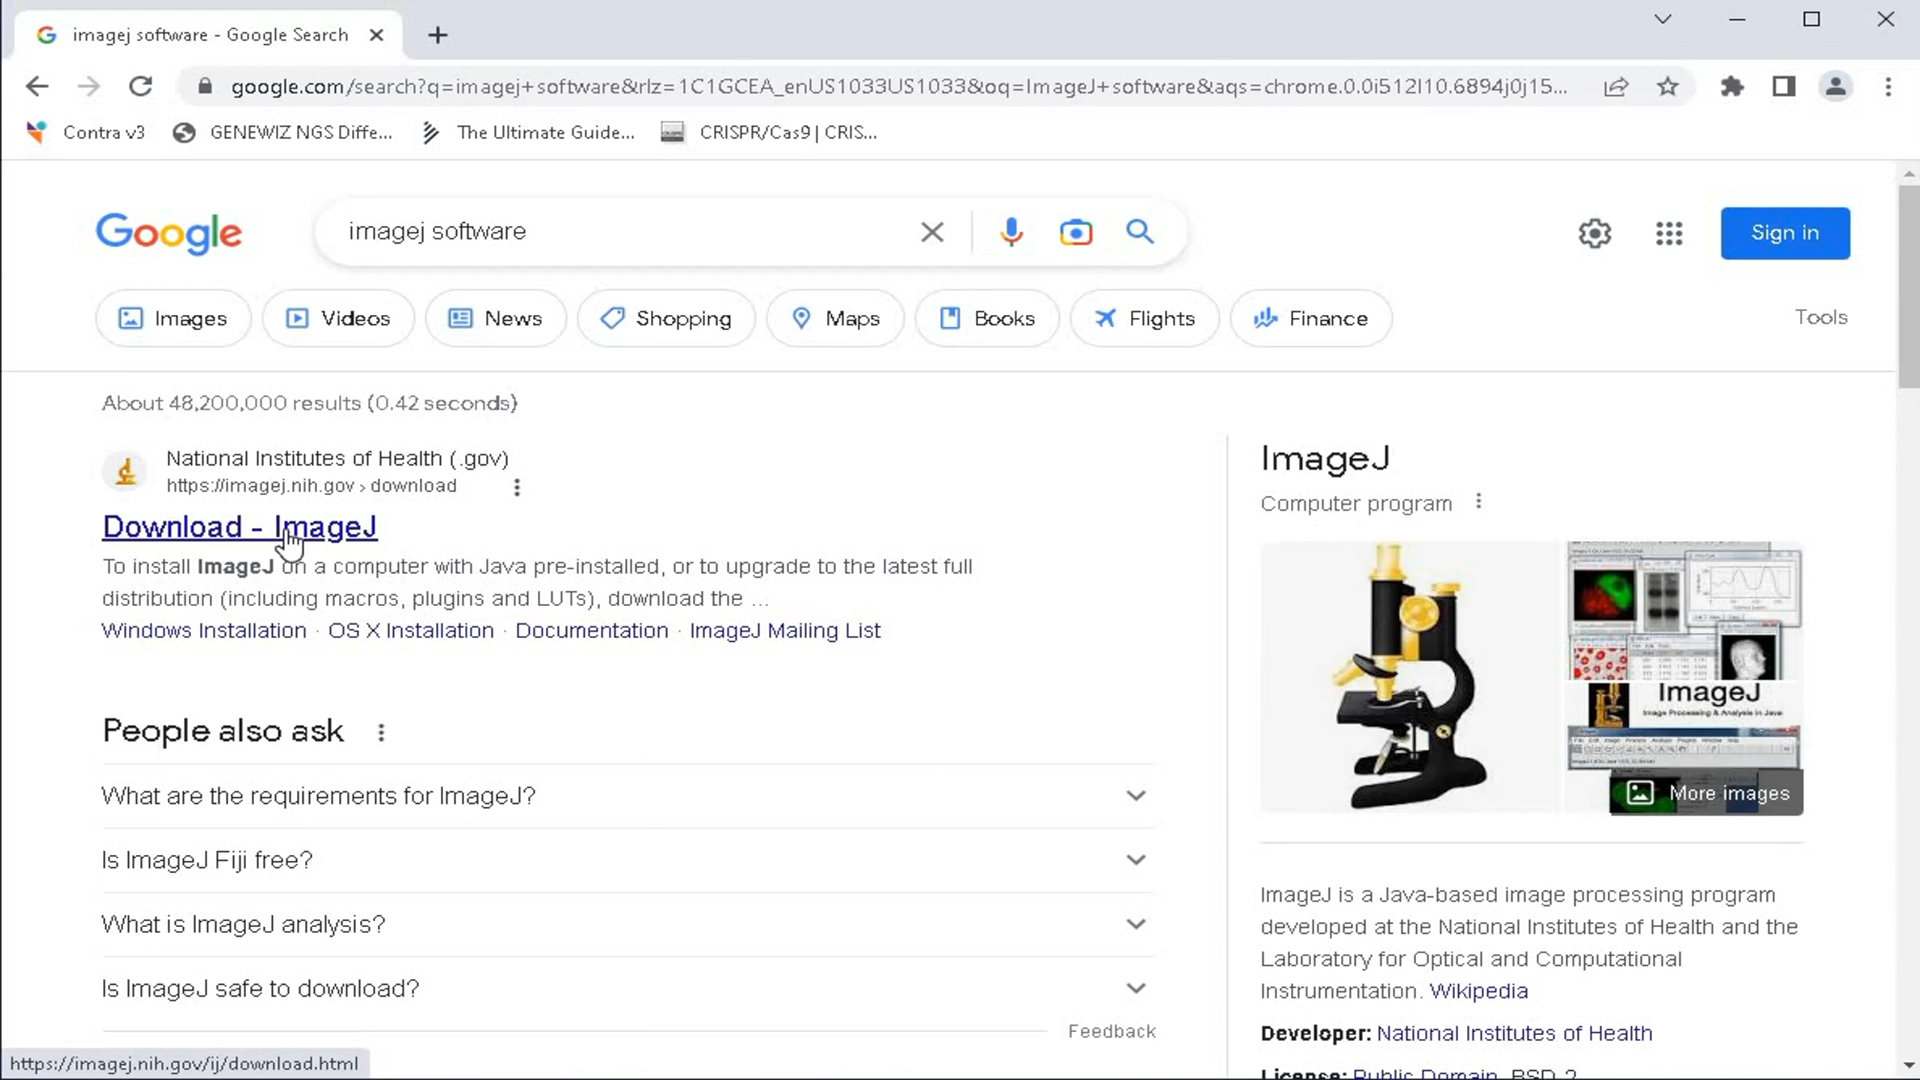 imagej software - Google Search
google.com/search?q=imagej+software&rlz=1C1GCEA_enUS1033US1033&oq=ImageJ+software&aqs=chrome.0.0i512l10.6894j0j15...
Contra v3
GENEWIZ NGS Diffe...
The Ultimate Guide...
CRISPR/Cas9 | CRIS...
Google
imagej software
Sign in
Images
Videos
News
Shopping
Maps
Books
Flights
Finance
Tools
About 48,200,000 results (0.42 seconds)
National Institutes of Health (.gov)
https://imagej.nih.gov › download
Download - ImageJ
To install ImageJ on a computer with Java pre-installed, or to upgrade to the latest full
distribution (including macros, plugins and LUTs), download the ...
Windows Installation · OS X Installation · Documentation · ImageJ Mailing List
People also ask
What are the requirements for ImageJ?
Is ImageJ Fiji free?
What is ImageJ analysis?
Is ImageJ safe to download?
Feedback
ImageJ
Computer program
ImageJ
Image Processing & Analysis in Java
More images
ImageJ is a Java-based image processing program
developed at the National Institutes of Health and the
Laboratory for Optical and Computational
Instrumentation. Wikipedia
Developer: National Institutes of Health
License: Public Domain, BSD-2
https://imagej.nih.gov/ij/download.html